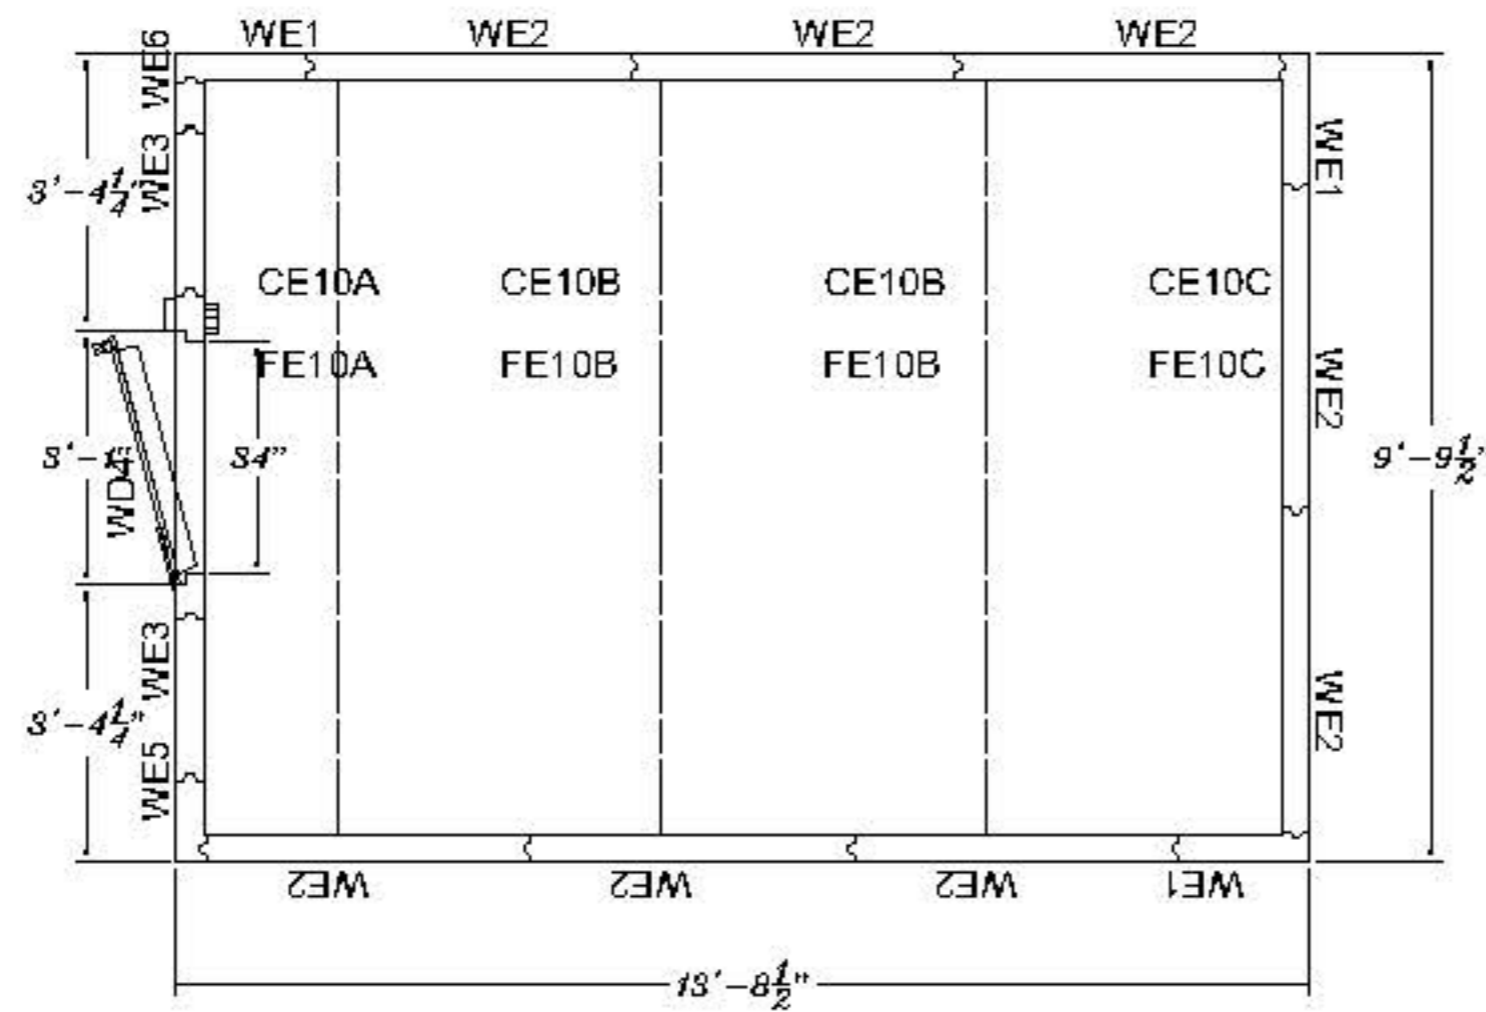 WE1 WE2 WE2 WE2
WE6
WE3
3'-4 1/4"
WE1
CE10A CE10B CE10B CE10C
FE10A FE10B FE10B FE10C
WE2
3'-1"
WD4
34"
9'-9 1/2"
WE3
3'-4 1/4"
WE5
WE2
WE2 WE2 WE2 WE1
13'-8 1/2"